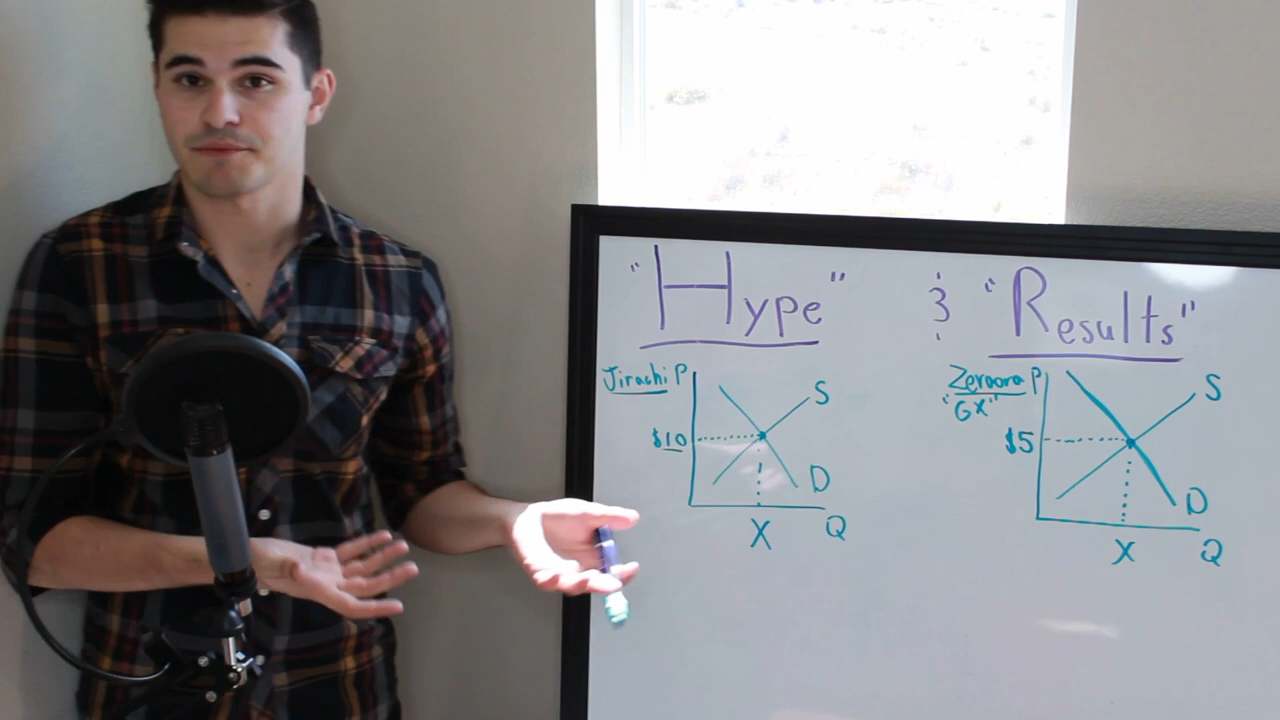 "Hype" & "Results"
Jirachi P
S
$10
D
X
Q
Zeraora P
"GX"
S
$5
D
X
Q